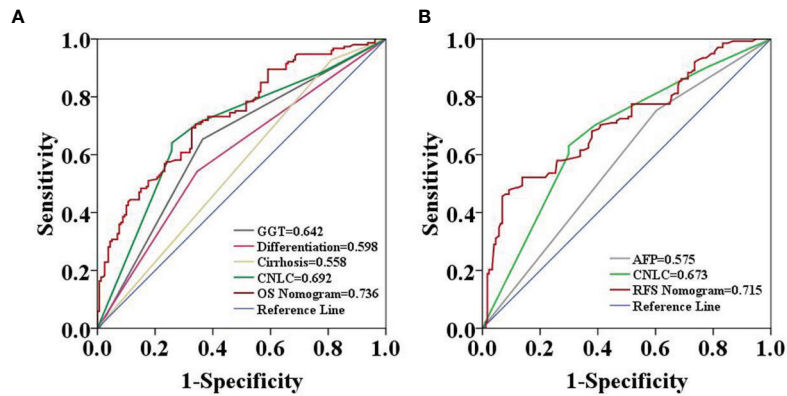 A
1.0
0.8
0.6
0.4
0.2
0.0
Sensitivity
GGT=0.642
Differentiation=0.598
Cirrhosis=0.558
CNLC=0.692
OS Nomogram=0.736
Reference Line
0.0 0.2 0.4 0.6 0.8 1.0
1-Specificity
B
1.0
0.8
0.6
0.4
0.2
0.0
Sensitivity
AFP=0.575
CNLC=0.673
RFS Nomogram=0.715
Reference Line
0.0 0.2 0.4 0.6 0.8 1.0
1-Specificity